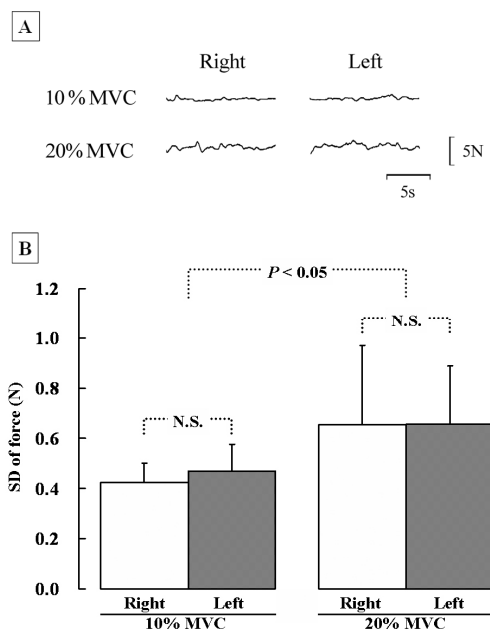 A
Right Left
10 % MVC
20% MVC
5N
5s
B
P < 0.05
1.2
N.S.
1.0
0.8
N.S.
0.6
0.4
0.2
0.0
SD of force (N)
Right Left Right Left
10% MVC 20% MVC